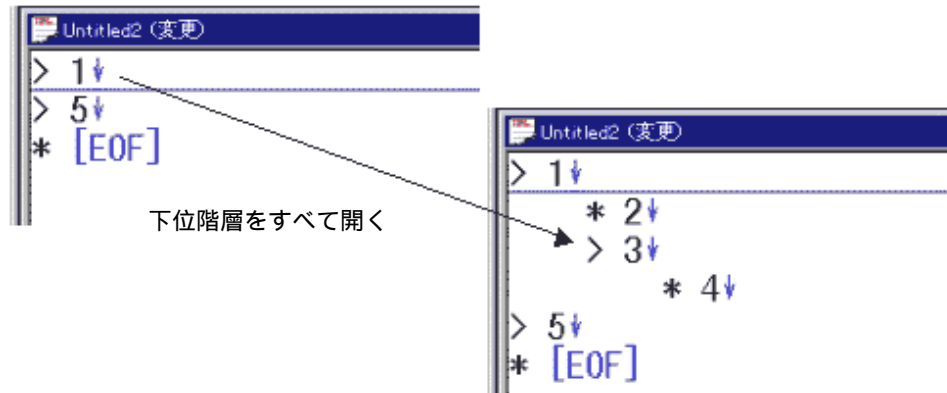 Untitled2 (変更)
> 1↓
> 5↓
* [EOF]
下位階層をすべて開く
Untitled2 (変更)
> 1↓
* 2↓
> 3↓
* 4↓
> 5↓
* [EOF]